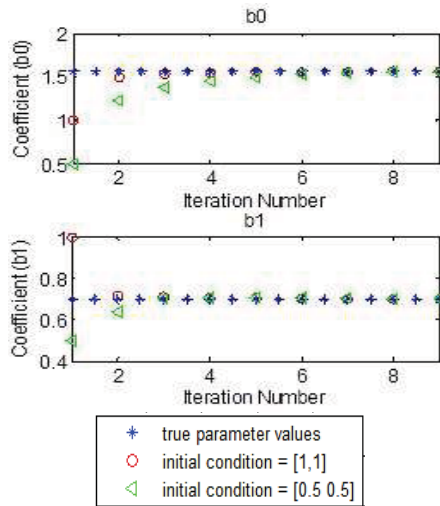 b0
2
1.5
1
0.5
Coefficient (b0)
2 4 6 8
Iteration Number
b1
1
0.8
0.6
0.4
Coefficient (b1)
2 4 6 8
Iteration Number
true parameter values
initial condition = [1,1]
initial condition = [0.5 0.5]